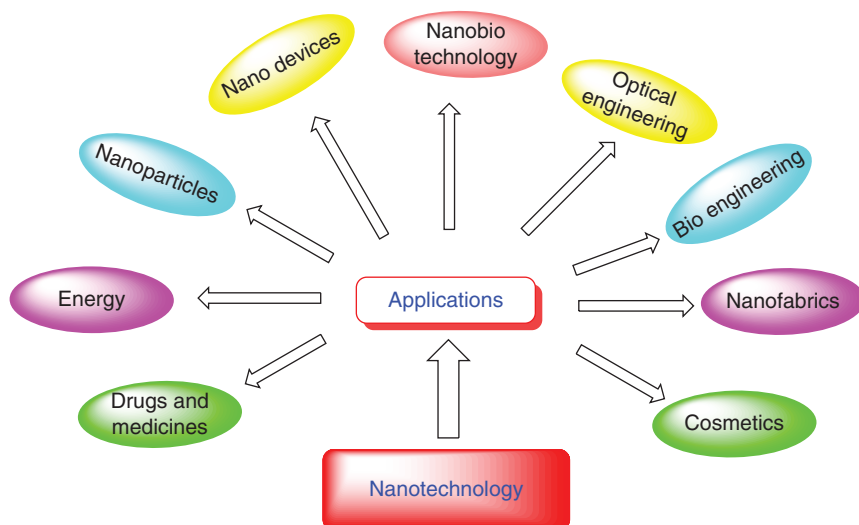 Nanobio
technology
Nano devices
Optical
engineering
Nanoparticles
Bio engineering
Energy
Applications
Nanofabrics
Drugs and
medicines
Cosmetics
Nanotechnology